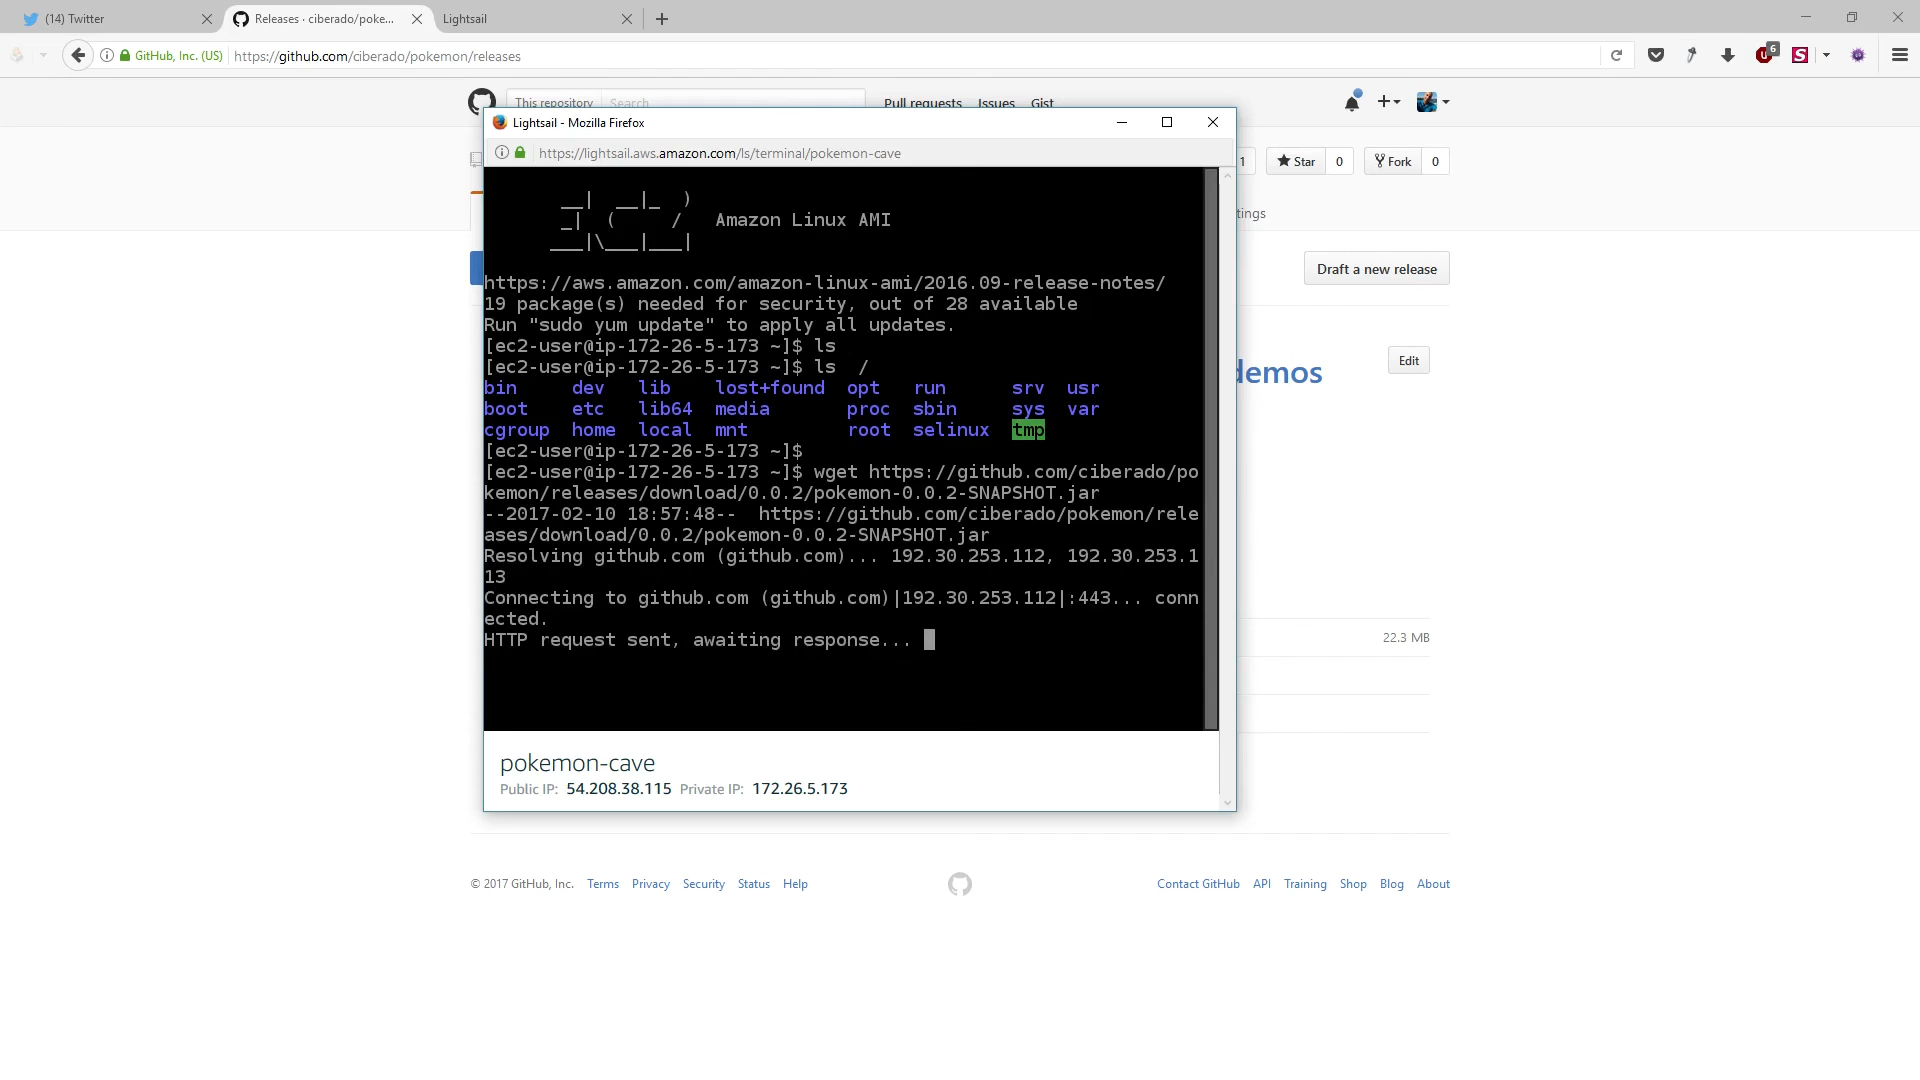 (14) Twitter
Releases · ciberado/poke...
Lightsail
GitHub, Inc. (US)
https://github.com/ciberado/pokemon/releases
6
This repository
Search
Pull requests
Issues
Gist
Lightsail - Mozilla Firefox
https://lightsail.aws.amazon.com/ls/terminal/pokemon-cave
1
Star
0
Fork
0
tings
Draft a new release
demos
Edit
22.3 MB
__|  __|_  )
_|  (     /   Amazon Linux AMI
___|\___|___|
https://aws.amazon.com/amazon-linux-ami/2016.09-release-notes/
19 package(s) needed for security, out of 28 available
Run "sudo yum update" to apply all updates.
[ec2-user@ip-172-26-5-173 ~]$ ls
[ec2-user@ip-172-26-5-173 ~]$ ls  /
bin     dev   lib    lost+found  opt   run      srv  usr
boot    etc   lib64  media       proc  sbin     sys  var
cgroup  home  local  mnt         root  selinux  tmp
[ec2-user@ip-172-26-5-173 ~]$
[ec2-user@ip-172-26-5-173 ~]$ wget https://github.com/ciberado/po
kemon/releases/download/0.0.2/pokemon-0.0.2-SNAPSHOT.jar
--2017-02-10 18:57:48--  https://github.com/ciberado/pokemon/rele
ases/download/0.0.2/pokemon-0.0.2-SNAPSHOT.jar
Resolving github.com (github.com)... 192.30.253.112, 192.30.253.1
13
Connecting to github.com (github.com)|192.30.253.112|:443... conn
ected.
HTTP request sent, awaiting response...
pokemon-cave
Public IP: 54.208.38.115 Private IP: 172.26.5.173
© 2017 GitHub, Inc. Terms Privacy Security Status Help
Contact GitHub API Training Shop Blog About